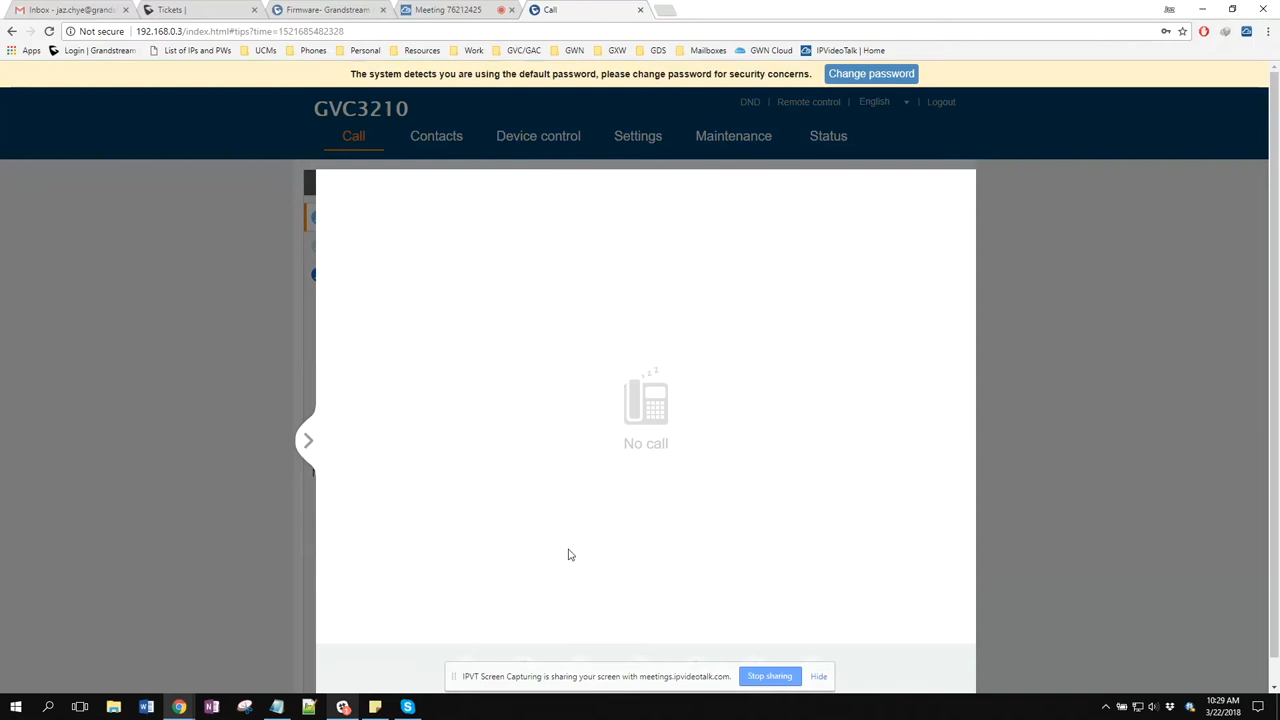 Inbox - jaz.chye@grands
Tickets |
Firmware- Grandstream
Meeting 76212425
Call
Not secure | 192.168.0.3/index.html#tips?time=1521685482328
Apps
Login | Grandstream
List of IPs and PWs
UCMs
Phones
Personal
Resources
Work
GVC/GAC
GWN
GXW
GDS
Mailboxes
GWN Cloud
IPVideoTalk | Home
The system detects you are using the default password, please change password for security concerns.
Change password
GVC3210
DND | Remote control | English | Logout
Call
Contacts
Device control
Settings
Maintenance
Status
z z z
No call
IPVT Screen Capturing is sharing your screen with meetings.ipvideotalk.com.
Stop sharing
Hide
10:29 AM
3/22/2018